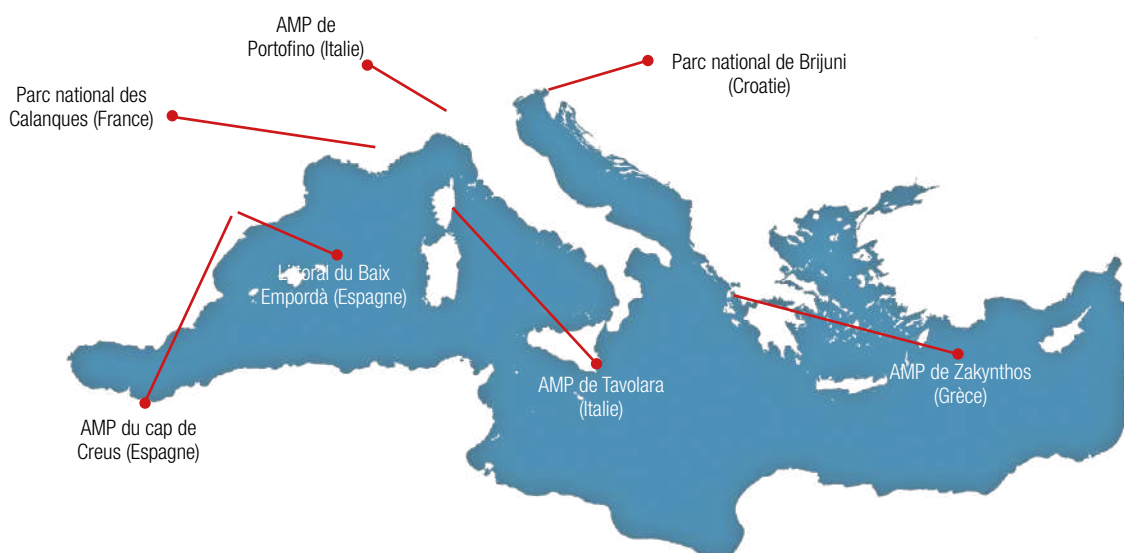 AMP de
Portofino (Italie)
Parc national de Brijuni
(Croatie)
Parc national des
Calanques (France)
Littoral du Baix
Empordà (Espagne)
AMP de Tavolara
(Italie)
AMP de Zakynthos
(Grèce)
AMP du cap de
Creus (Espagne)